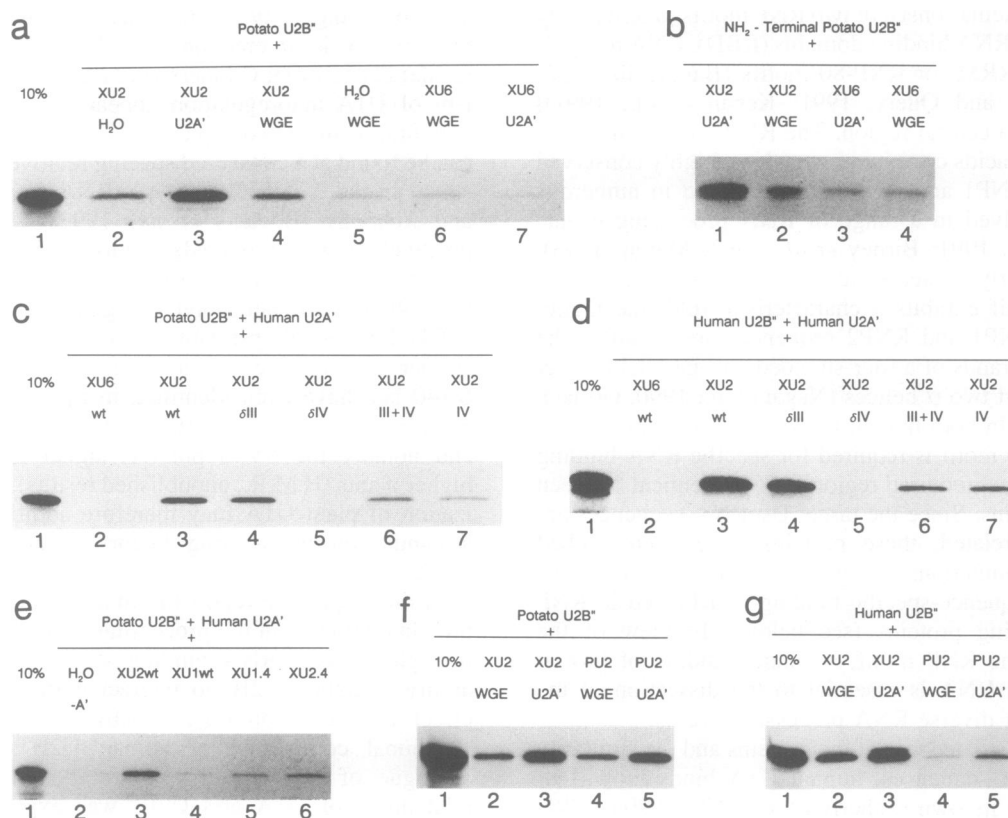 a
Potato U2B"
+
10% XU2 XU2 XU2 H₂O XU6 XU6
H₂O U2A' WGE WGE WGE U2A'
1 2 3 4 5 6 7
b
NH₂ - Terminal Potato U2B"
+
XU2 XU2 XU6 XU6
U2A' WGE U2A' WGE
1 2 3 4
c
Potato U2B" + Human U2A'
+
10% XU6 XU2 XU2 XU2 XU2 XU2
wt wt δIII δIV III+IV IV
1 2 3 4 5 6 7
d
Human U2B" + Human U2A'
+
10% XU6 XU2 XU2 XU2 XU2 XU2
wt wt δIII δIV III+IV IV
1 2 3 4 5 6 7
e
Potato U2B" + Human U2A'
+
10% H₂O XU2wt XU1wt XU1.4 XU2.4
-A'
1 2 3 4 5 6
f
Potato U2B"
+
10% XU2 XU2 PU2 PU2
WGE U2A' WGE U2A'
1 2 3 4 5
g
Human U2B"
+
10% XU2 XU2 PU2 PU2
WGE U2A' WGE U2A'
1 2 3 4 5